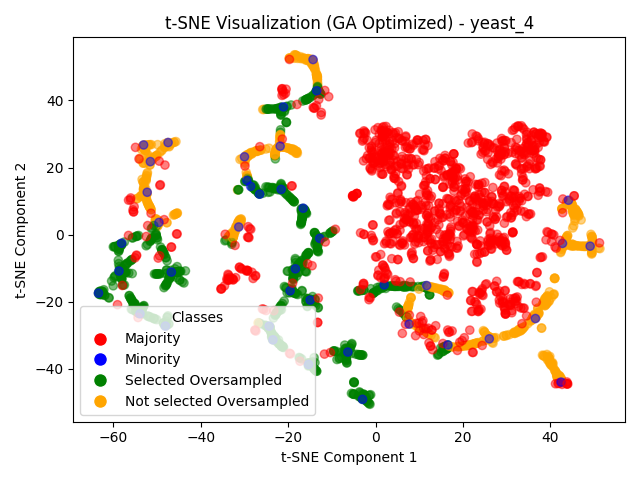 t-SNE Visualization (GA Optimized) - yeast_4
t-SNE Component 2
40
20
0
−20
−40
Classes
Majority
Minority
Selected Oversampled
Not selected Oversampled
−60 −40 −20 0 20 40
t-SNE Component 1